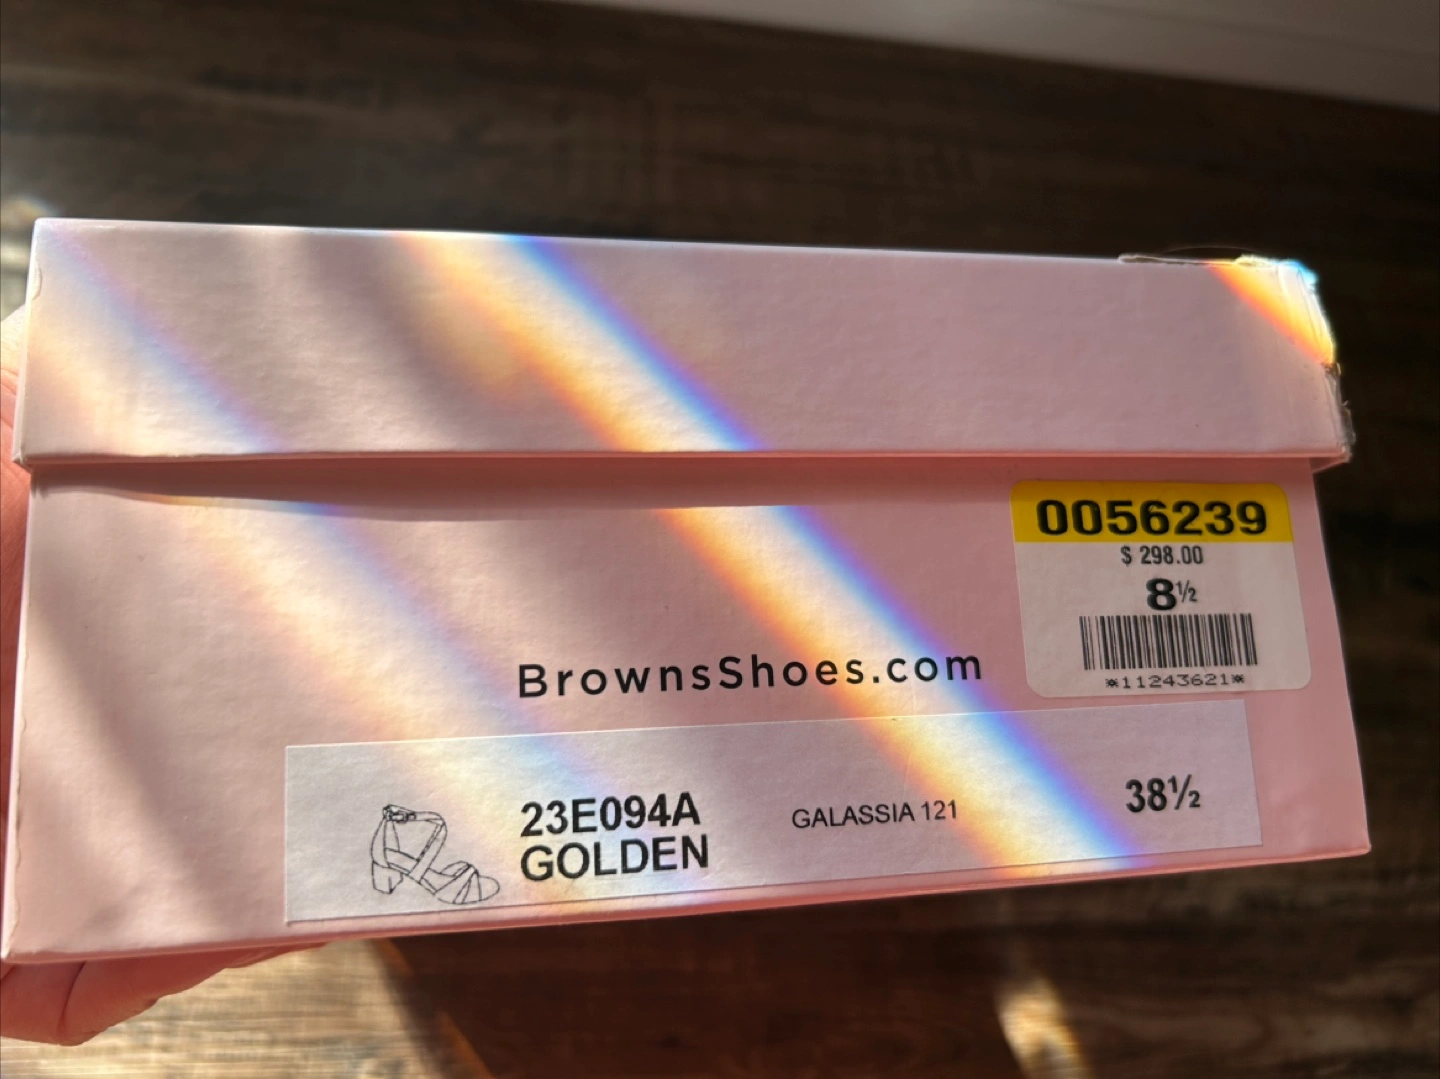 0056239
$ 298.00
8½
*11243621*
BrownsShoes.com
23E094A
GOLDEN
GALASSIA 121
38½